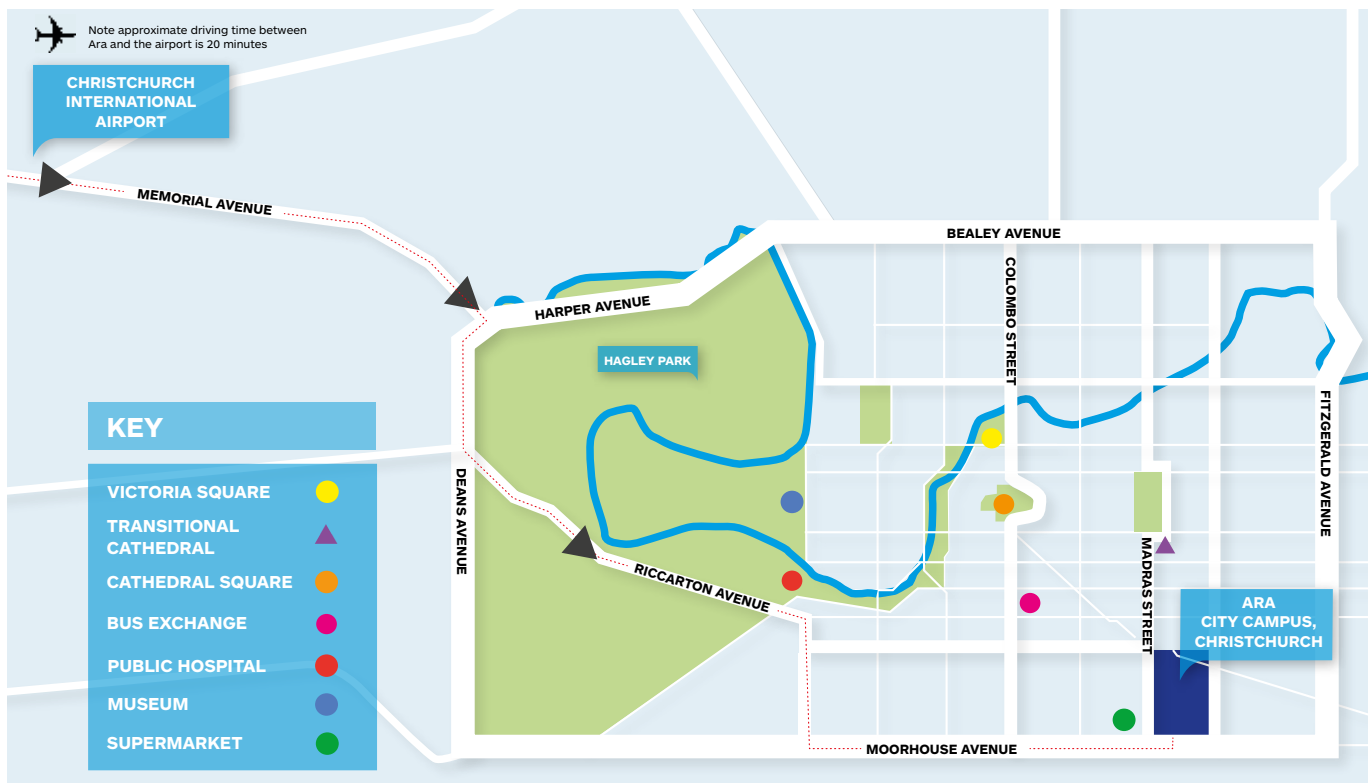 Note approximate driving time between
Ara and the airport is 20 minutes
CHRISTCHURCH
INTERNATIONAL
AIRPORT
MEMORIAL AVENUE
BEALEY AVENUE
COLOMBO STREET
HARPER AVENUE
HAGLEY PARK
FITZGERALD AVENUE
KEY
DEANS AVENUE
VICTORIA SQUARE
TRANSITIONAL
CATHEDRAL
CATHEDRAL SQUARE
BUS EXCHANGE
PUBLIC HOSPITAL
MUSEUM
SUPERMARKET
RICCARTON AVENUE
MADRAS STREET
ARA
CITY CAMPUS,
CHRISTCHURCH
MOORHOUSE AVENUE